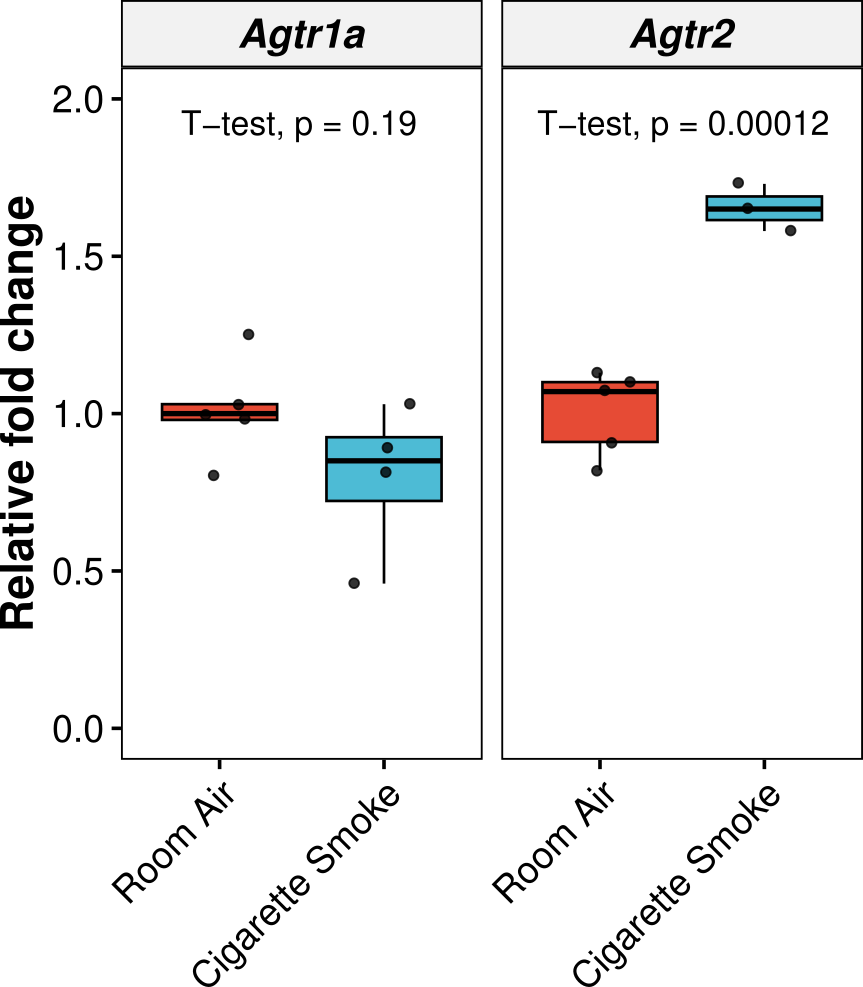 Agtr1a
Agtr2
T−test, p = 0.19
T−test, p = 0.00012
Relative fold change
2.0
1.5
1.0
0.5
0.0
Room Air
Cigarette Smoke
Room Air
Cigarette Smoke